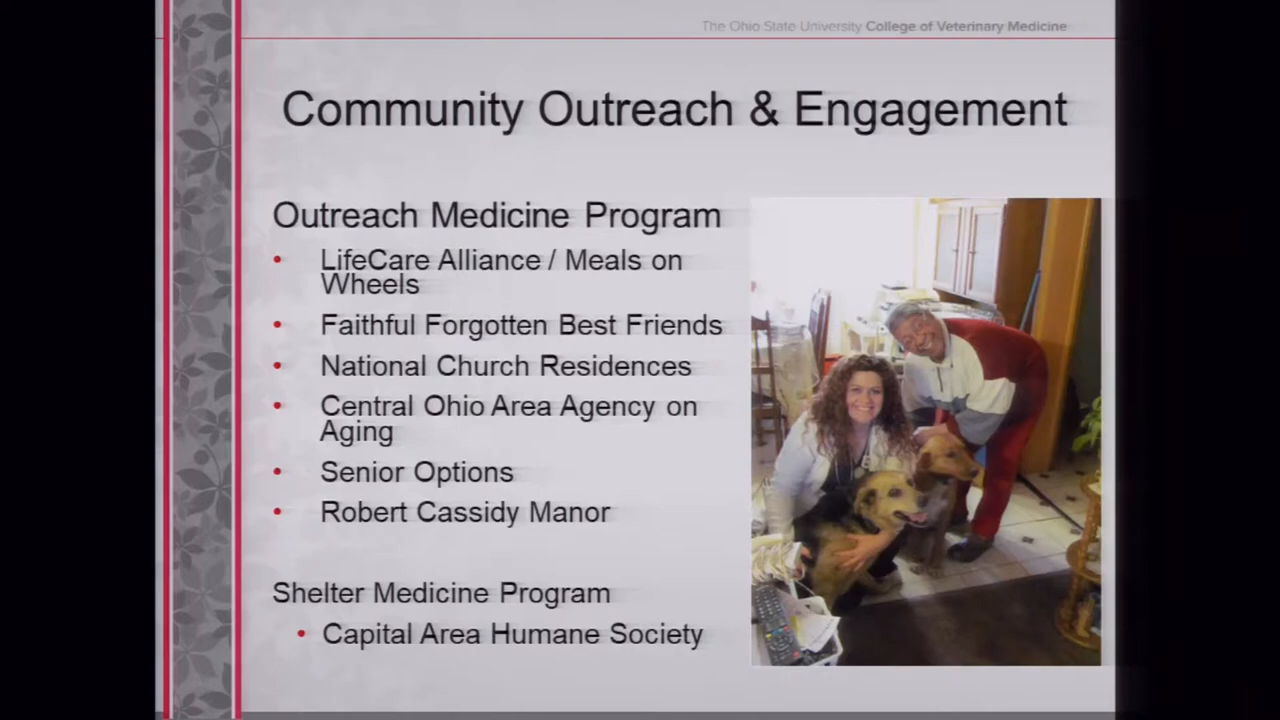 The Ohio State University College of Veterinary Medicine
Community Outreach & Engagement
Outreach Medicine Program
• LifeCare Alliance / Meals on
Wheels
• Faithful Forgotten Best Friends
• National Church Residences
• Central Ohio Area Agency on
Aging
• Senior Options
• Robert Cassidy Manor
Shelter Medicine Program
• Capital Area Humane Society